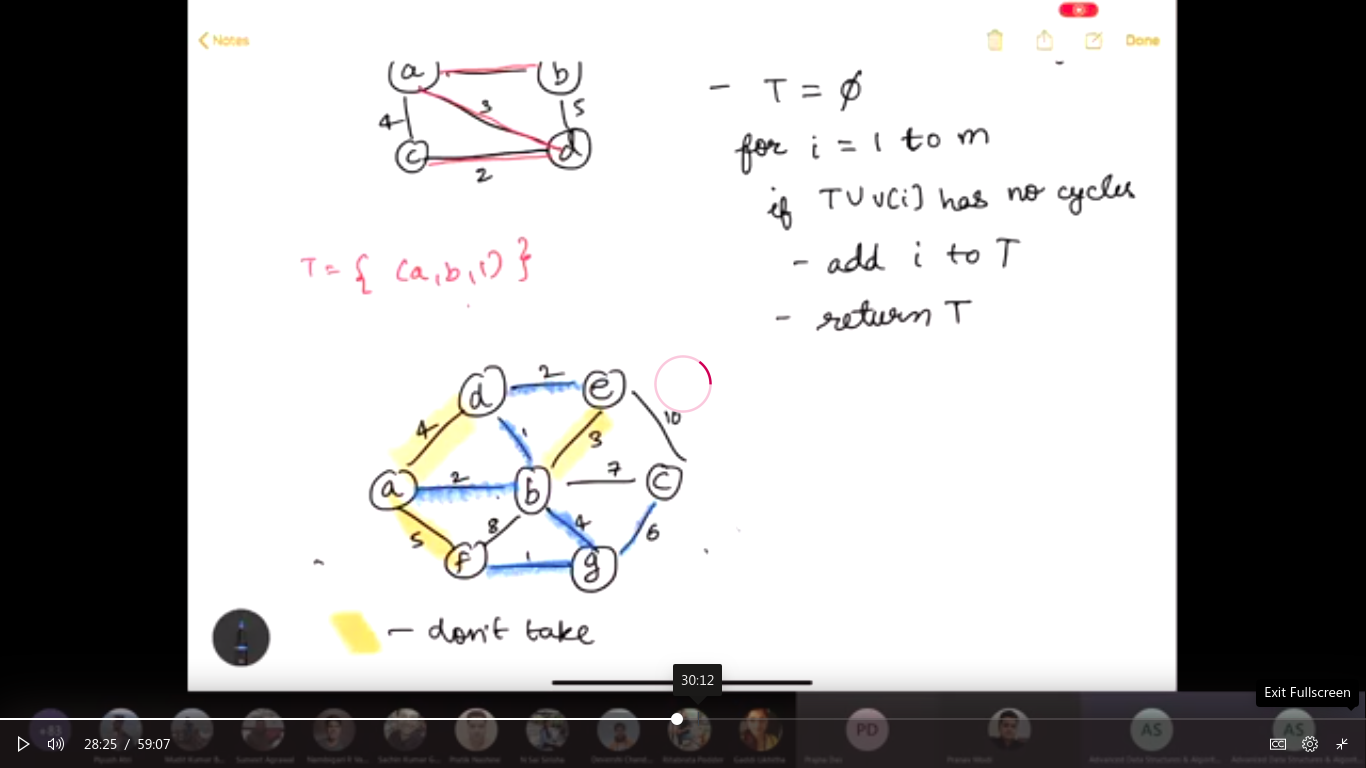 Notes
Done
a b
3
4 5
c d
2
- T = ∅
for i = 1 to m
if T ∪ v(i) has no cycles
- add i to T
- return T
T = { (a,b,1) }
d 2 e
4 1 3 10
a 2 b 7 c
5 8 4 6
f 1 g
- don't take
30:12
Exit Fullscreen
28:25 / 59:07
PD
AS
AS